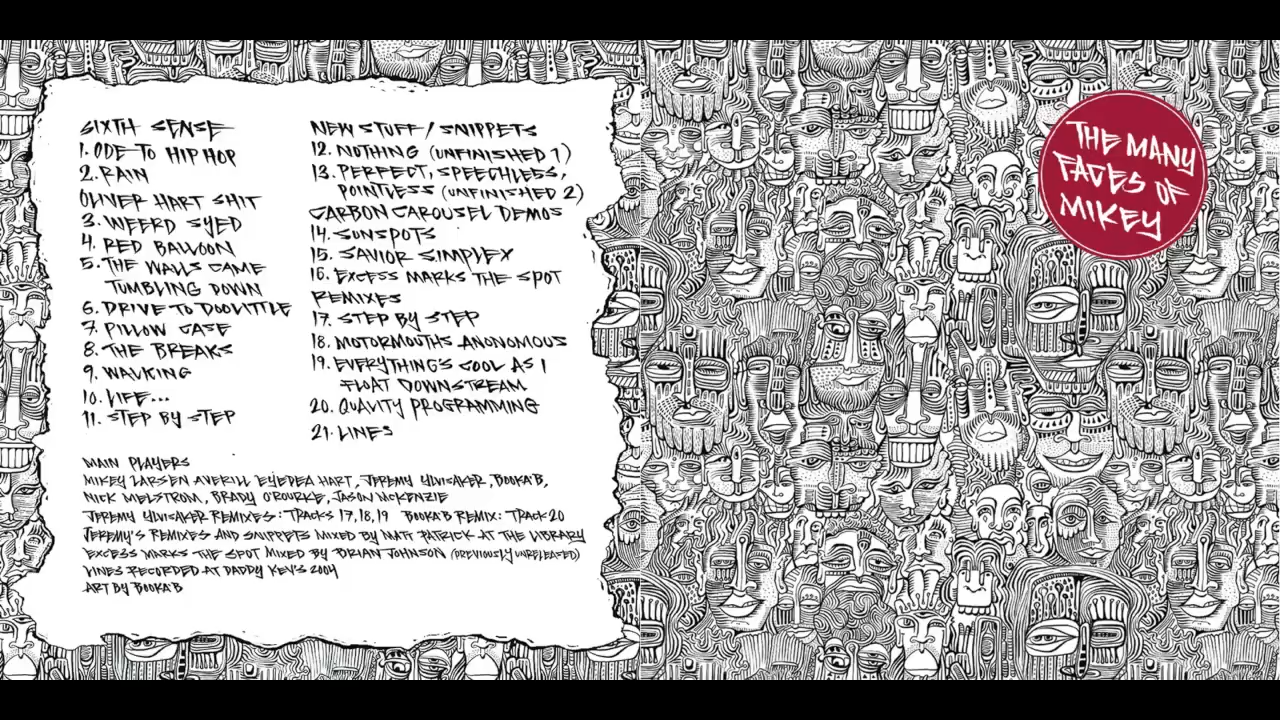 SIXTH SENSE
1. ODE TO HIP HOP
2. RAIN
OLIVER HART SHIT
3. WEERD SYED
4. RED BALLOON
5. THE WALLS CAME
TUMBLING DOWN
6. DRIVE TO DOOLITTLE
7. PILLOW CASE
8. THE BREAKS
9. WALKING
10. LIFE...
11. STEP BY STEP
NEW STUFF / SNIPPETS
12. NOTHING (UNFINISHED 1)
13. PERFECT, SPEECHLESS,
POINTLESS (UNFINISHED 2)
CARBON CAROUSEL DEMOS
14. SUNSPOTS
15. SAVIOR SIMPLEX
16. EXCESS MARKS THE SPOT
REMIXES
17. STEP BY STEP
18. MOTORMOUTHS ANONOMOUS
19. EVERYTHING'S COOL AS I
FLOAT DOWNSTREAM
20. QUALITY PROGRAMMING
21. LINES
MAIN PLAYERS
MIKEY LARSEN AVERILL EYEDEA HART, JEREMY YLVISAKER, BOOKA'B,
NICK MELSTROM, BRADY O'ROURKE, JASON MCKENZIE
JEREMY YLVISAKER REMIXES: TRACKS 17,18,19 BOOKA'B REMIX: TRACK 20
JEREMY'S REMIXES AND SNIPPETS MIXED BY MATT PATRICK AT THE LIBRARY
EXCESS MARKS THE SPOT MIXED BY BRIAN JOHNSON (PREVIOUSLY UNRELEASED)
LINES RECORDED AT DADDY KEV'S 2004
ART BY BOOKA'B
THE MANY
FACES OF
MIKEY